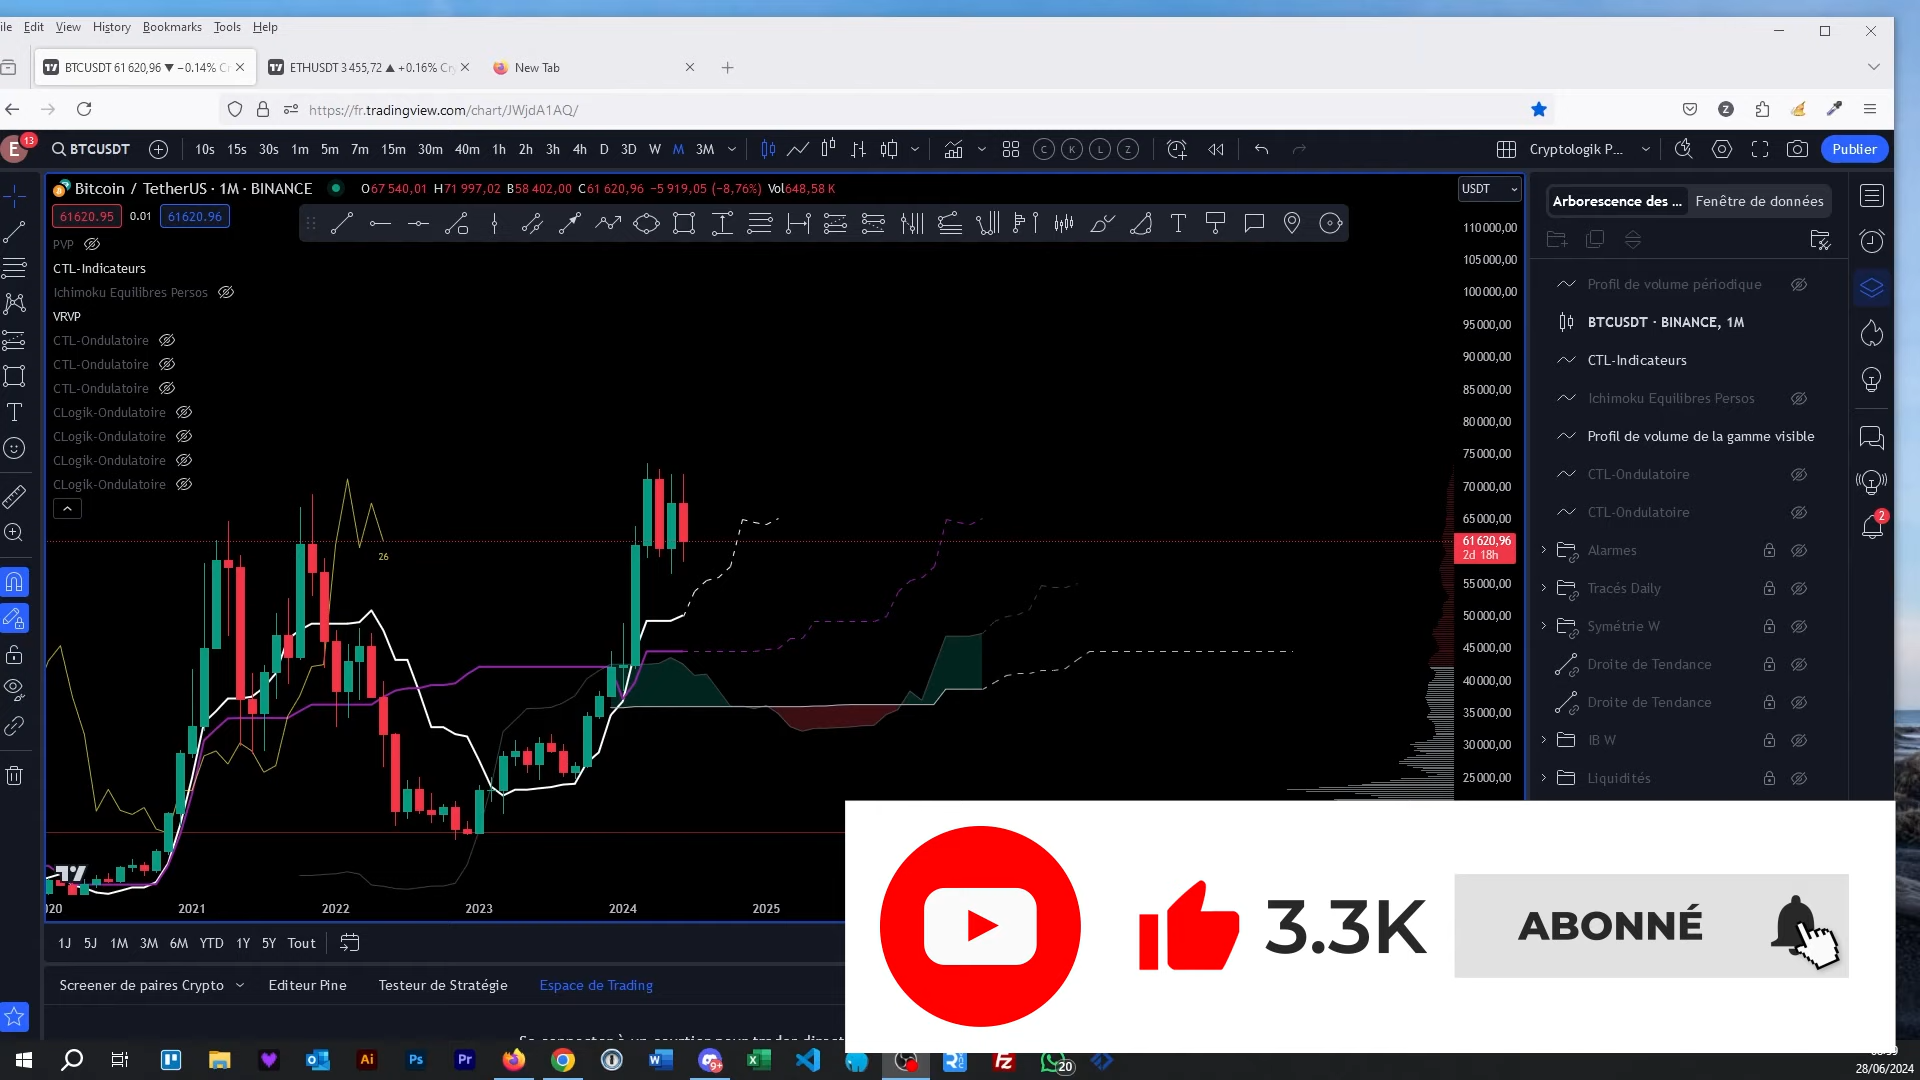 ile Edit View History Bookmarks Tools Help
BTCUSDT 61 620,96 ▼ −0.14% C
ETHUSDT 3 455,72 ▲ +0.16% Cry
New Tab
https://fr.tradingview.com/chart/JWjdA1AQ/
E 13 BTCUSDT 10s 15s 30s 1m 5m 7m 15m 30m 40m 1h 2h 3h 4h D 3D W M 3M C K L Z Cryptologik P... Publier
Bitcoin / TetherUS · 1M · BINANCE O67 540,01 H71 997,02 B58 402,00 C61 620,96 −5 919,05 (−8,76%) Vol648,58 K
USDT
61620.95 0.01 61620.96
PVP
CTL-Indicateurs
Ichimoku Equilibres Persos
VRVP
CTL-Ondulatoire
CTL-Ondulatoire
CTL-Ondulatoire
CLogik-Ondulatoire
CLogik-Ondulatoire
CLogik-Ondulatoire
CLogik-Ondulatoire
26
110 000,00
105 000,00
100 000,00
95 000,00
90 000,00
85 000,00
80 000,00
75 000,00
70 000,00
65 000,00
61 620,96
2d 18h
55 000,00
50 000,00
45 000,00
40 000,00
35 000,00
30 000,00
25 000,00
Arborescence des ... Fenêtre de données
Profil de volume périodique
BTCUSDT · BINANCE, 1M
CTL-Indicateurs
Ichimoku Equilibres Persos
Profil de volume de la gamme visible
CTL-Ondulatoire
CTL-Ondulatoire
Alarmes
Tracés Daily
Symétrie W
Droite de Tendance
Droite de Tendance
IB W
Liquidités
2
020 2021 2022 2023 2024 2025
1J 5J 1M 3M 6M YTD 1Y 5Y Tout
Screener de paires Crypto Editeur Pine Testeur de Stratégie Espace de Trading
3.3K
ABONNÉ
Ai Ps Pr 9+ 20
28/06/2024